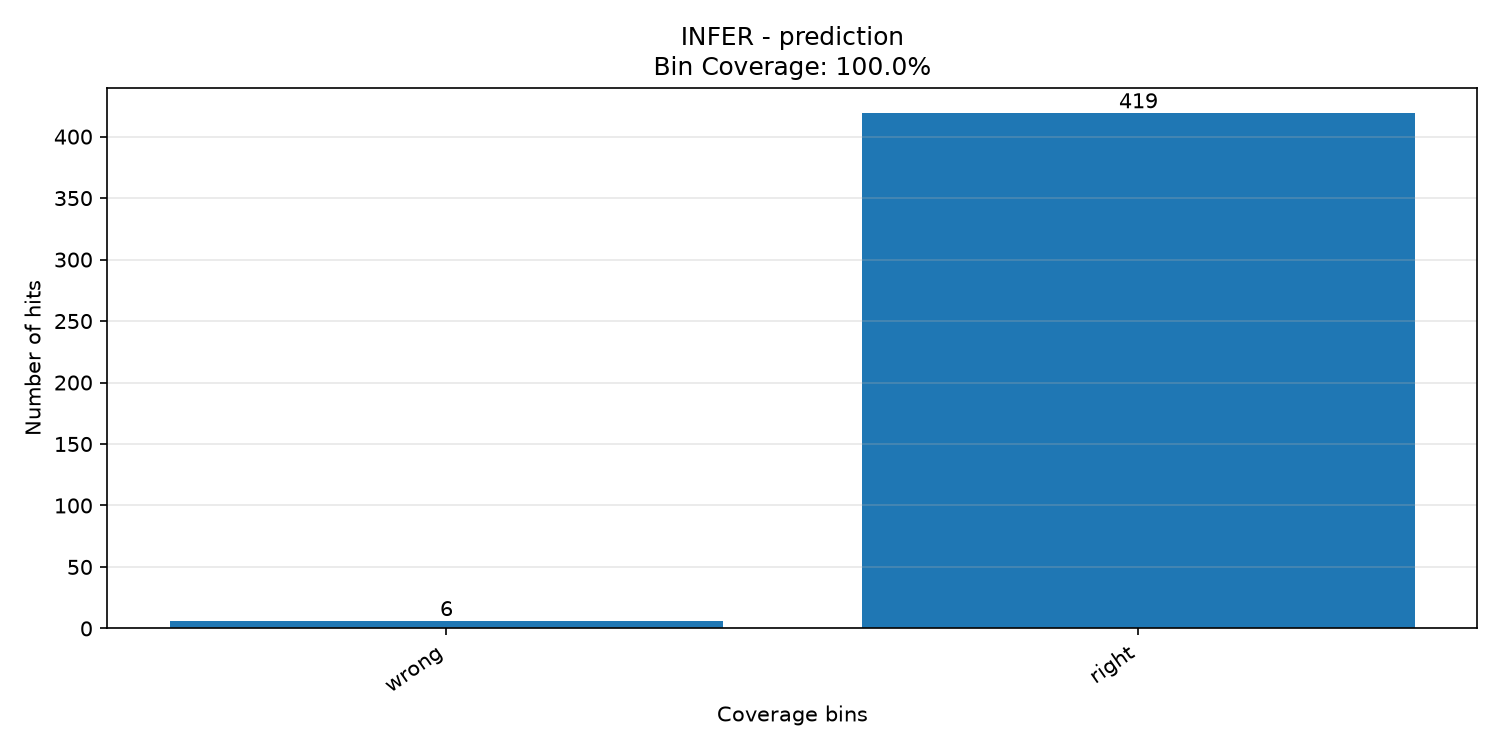 INFER - prediction
Bin Coverage: 100.0%
Number of hits
400
350
300
250
200
150
100
50
0
6
419
wrong
right
Coverage bins